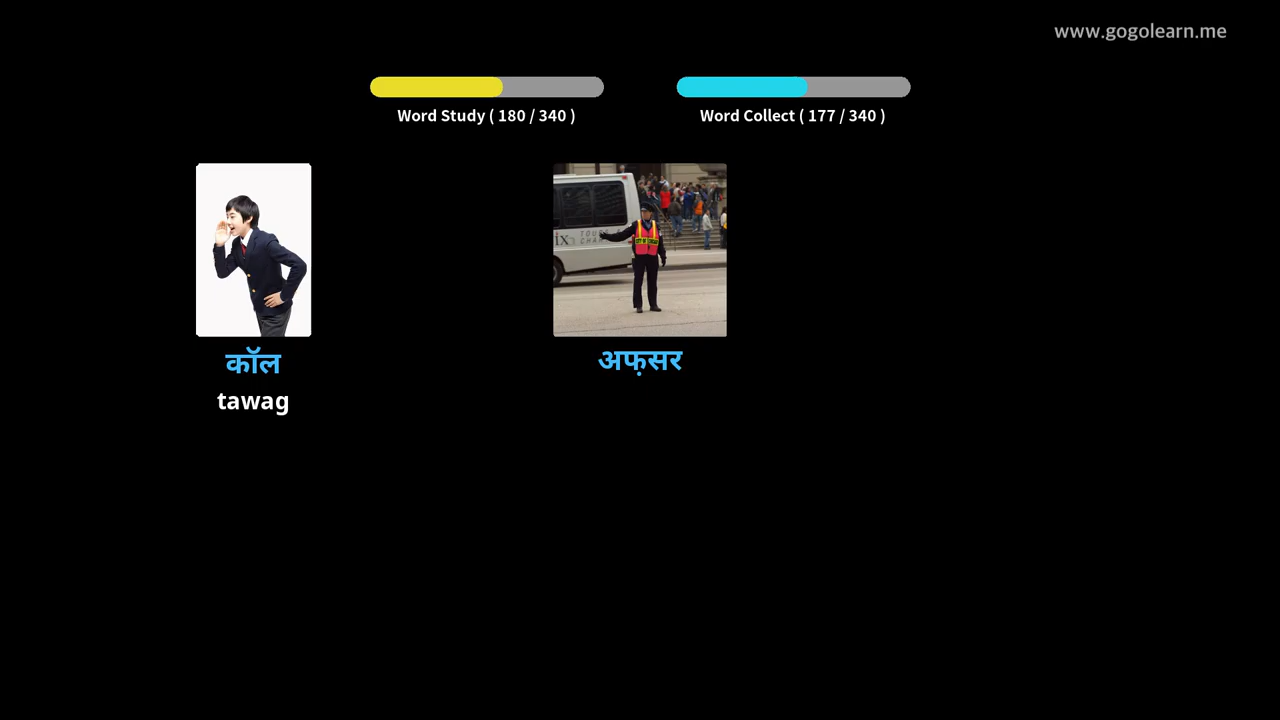 www.gogolearn.me
Word Study ( 180 / 340 )
Word Collect ( 177 / 340 )
कॉल
tawag
अफ़सर